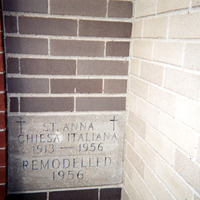 ST. ANNA
CHIESA ITALIANA
1913 — 1956
REMODELLED
1956